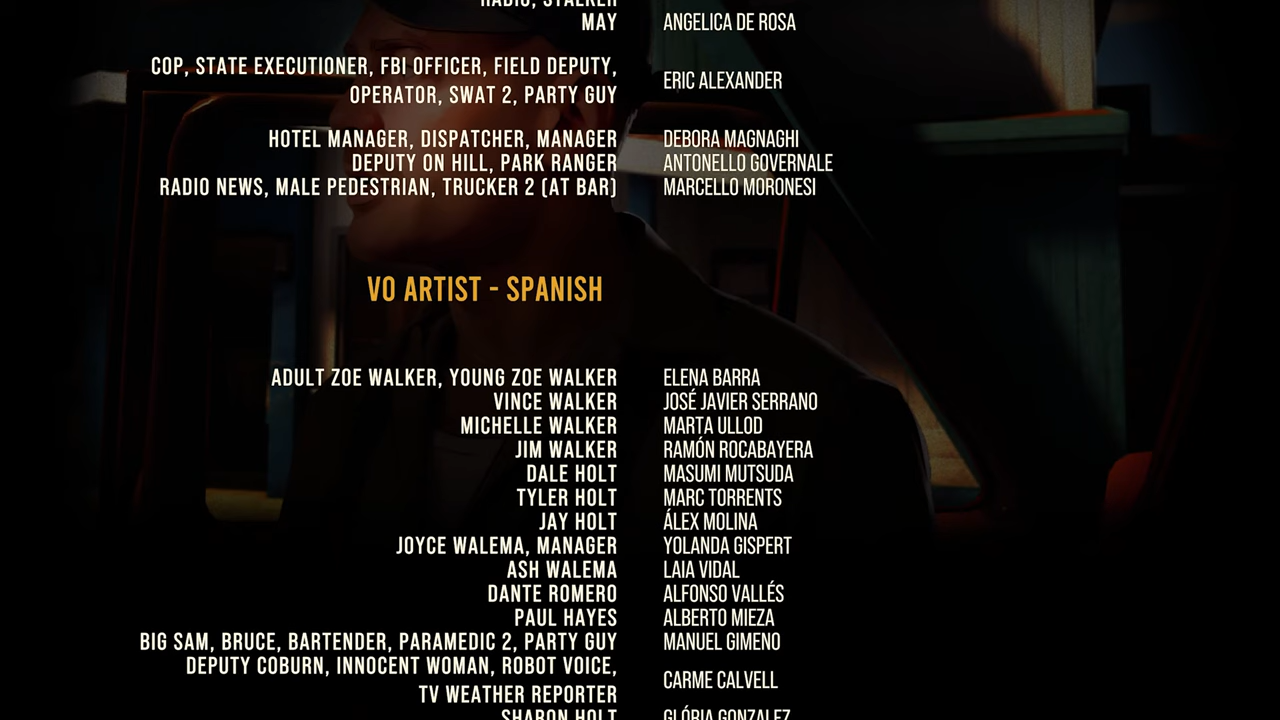 RADIO, STALKER
MAY ANGELICA DE ROSA
COP, STATE EXECUTIONER, FBI OFFICER, FIELD DEPUTY,
OPERATOR, SWAT 2, PARTY GUY ERIC ALEXANDER
HOTEL MANAGER, DISPATCHER, MANAGER DEBORA MAGNAGHI
DEPUTY ON HILL, PARK RANGER ANTONELLO GOVERNALE
RADIO NEWS, MALE PEDESTRIAN, TRUCKER 2 (AT BAR) MARCELLO MORONESI
VO ARTIST - SPANISH
ADULT ZOE WALKER, YOUNG ZOE WALKER ELENA BARRA
VINCE WALKER JOSÉ JAVIER SERRANO
MICHELLE WALKER MARTA ULLOD
JIM WALKER RAMÓN ROCABAYERA
DALE HOLT MASUMI MUTSUDA
TYLER HOLT MARC TORRENTS
JAY HOLT ÁLEX MOLINA
JOYCE WALEMA, MANAGER YOLANDA GISPERT
ASH WALEMA LAIA VIDAL
DANTE ROMERO ALFONSO VALLÉS
PAUL HAYES ALBERTO MIEZA
BIG SAM, BRUCE, BARTENDER, PARAMEDIC 2, PARTY GUY MANUEL GIMENO
DEPUTY COBURN, INNOCENT WOMAN, ROBOT VOICE,
TV WEATHER REPORTER CARME CALVELL
SHARON HOLT GLÓRIA GONZALEZ